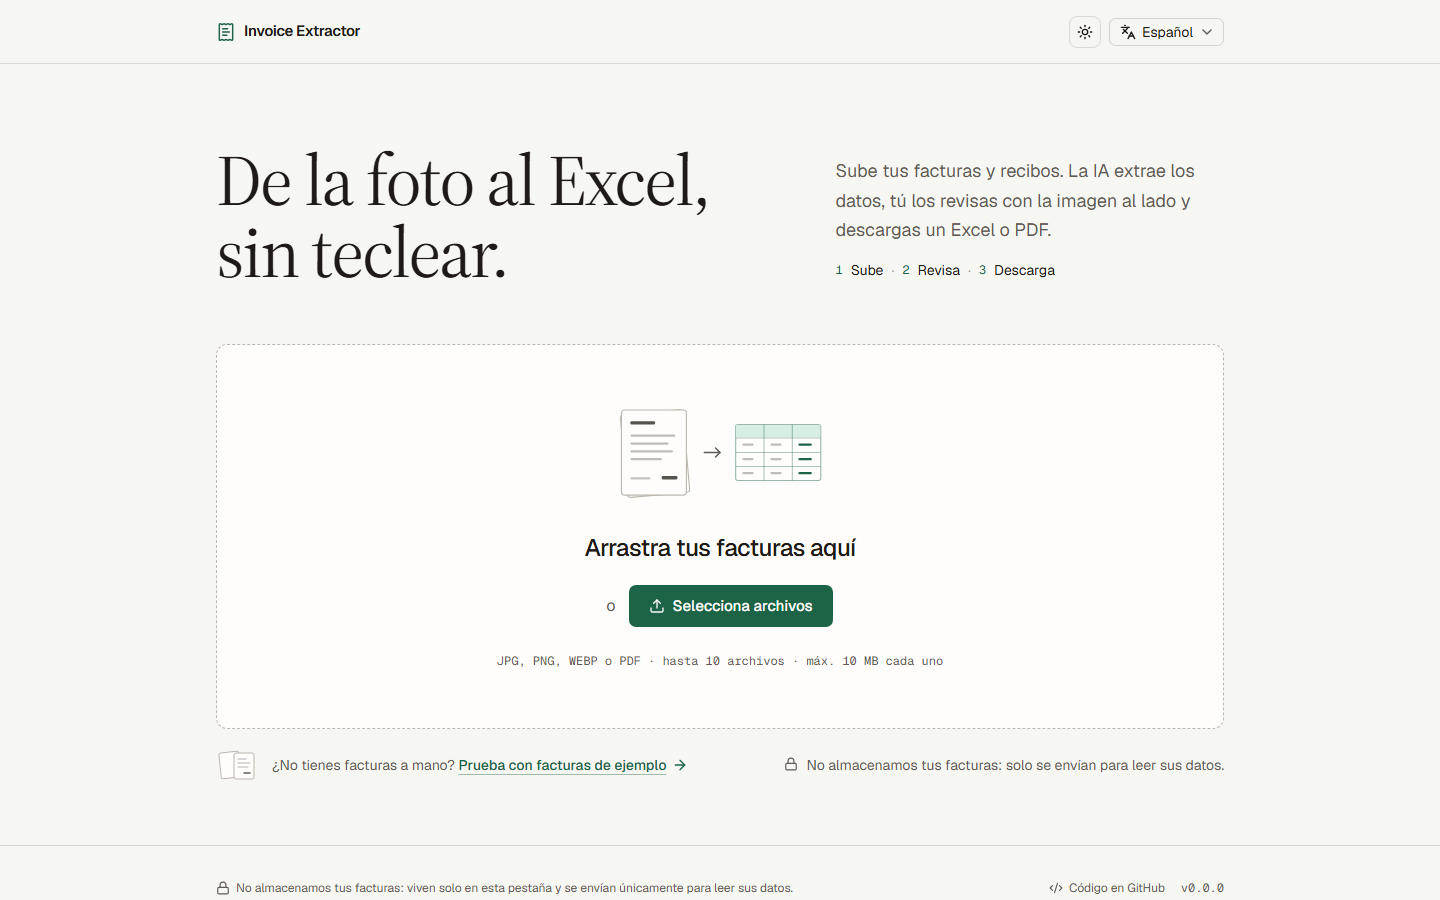 Invoice Extractor
Español
De la foto al Excel,
sin teclear.
Sube tus facturas y recibos. La IA extrae los
datos, tú los revisas con la imagen al lado y
descargas un Excel o PDF.
1 Sube · 2 Revisa · 3 Descarga
Arrastra tus facturas aquí
o Selecciona archivos
JPG, PNG, WEBP o PDF · hasta 10 archivos · máx. 10 MB cada uno
¿No tienes facturas a mano? Prueba con facturas de ejemplo →
No almacenamos tus facturas: solo se envían para leer sus datos.
No almacenamos tus facturas: viven solo en esta pestaña y se envían únicamente para leer sus datos.
Código en GitHub v0.0.0